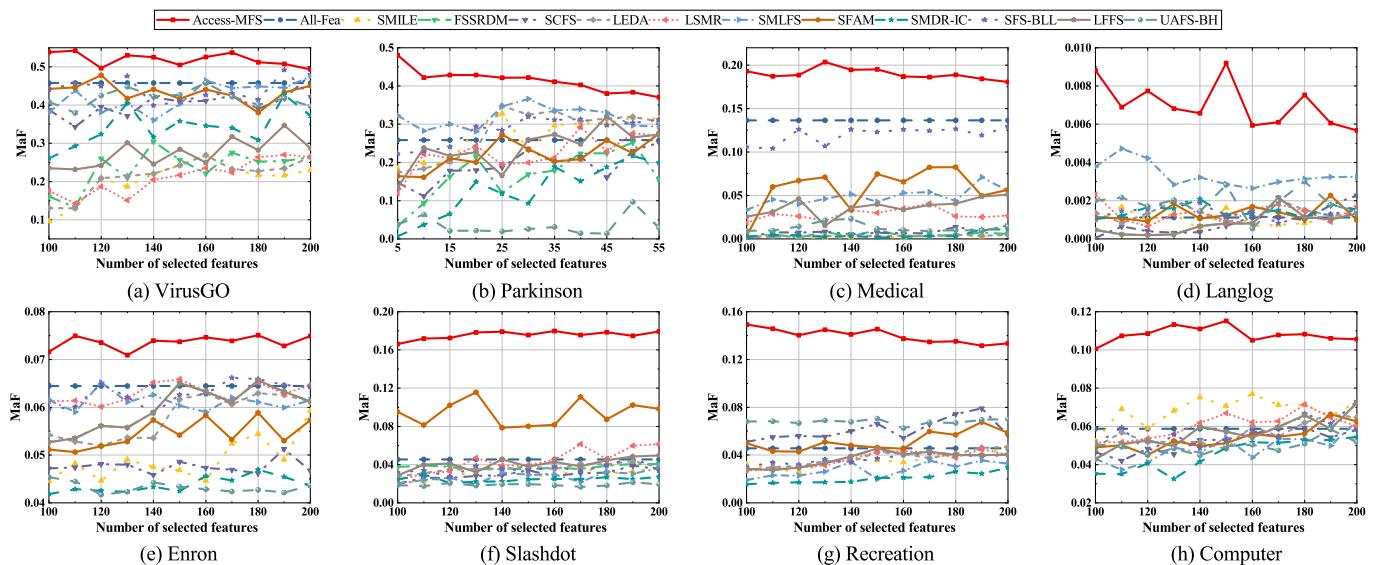 Access-MFS All-Fea SMILE FSSRDM SCFS LEDA LSMR SMLFS SFAM SMDR-IC SFS-BLL LFFS UAFS-BH
MaF
0.5
0.4
0.3
0.2
0.1
100 120 140 160 180 200
Number of selected features
(a) VirusGO
MaF
0.5
0.4
0.3
0.2
0.1
0.0
5 15 25 35 45 55
Number of selected features
(b) Parkinson
MaF
0.20
0.15
0.10
0.05
0.00
100 120 140 160 180 200
Number of selected features
(c) Medical
MaF
0.010
0.008
0.006
0.004
0.002
0.000
100 120 140 160 180 200
Number of selected features
(d) Langlog
MaF
0.08
0.07
0.06
0.05
0.04
100 120 140 160 180 200
Number of selected features
(e) Enron
MaF
0.20
0.16
0.12
0.08
0.04
0.00
100 120 140 160 180 200
Number of selected features
(f) Slashdot
MaF
0.16
0.12
0.08
0.04
0.00
100 120 140 160 180 200
Number of selected features
(g) Recreation
MaF
0.12
0.10
0.08
0.06
0.04
0.02
100 120 140 160 180 200
Number of selected features
(h) Computer